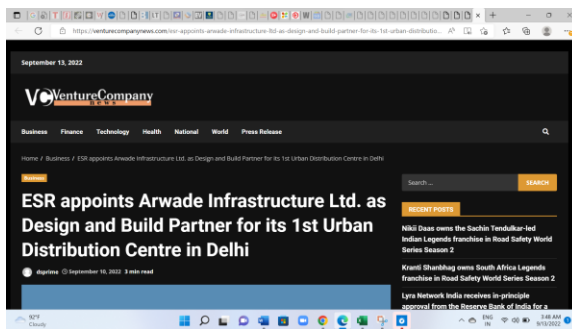 https://venturecompanynews.com/esr-appoints-arwade-infrastructure-ltd-as-design-and-build-partner-for-its-1st-urban-distributio...
September 13, 2022
VC VentureCompany
news
Business Finance Technology Health National World Press Release
Home / Business / ESR appoints Arwade Infrastructure Ltd. as Design and Build Partner for its 1st Urban Distribution Centre in Delhi
Business
ESR appoints Arwade Infrastructure Ltd. as
Design and Build Partner for its 1st Urban
Distribution Centre in Delhi
dsprime September 10, 2022 3 min read
Search ... SEARCH
RECENT POSTS
Nikii Daas owns the Sachin Tendulkar-led
Indian Legends franchise in Road Safety World
Series Season 2
Kranti Shanbhag owns South Africa Legends
franchise in Road Safety World Series Season 2
Lyra Network India receives in-principle
approval from the Reserve Bank of India for a
92°F
Cloudy
ENG
IN
3:48 AM
9/13/2022